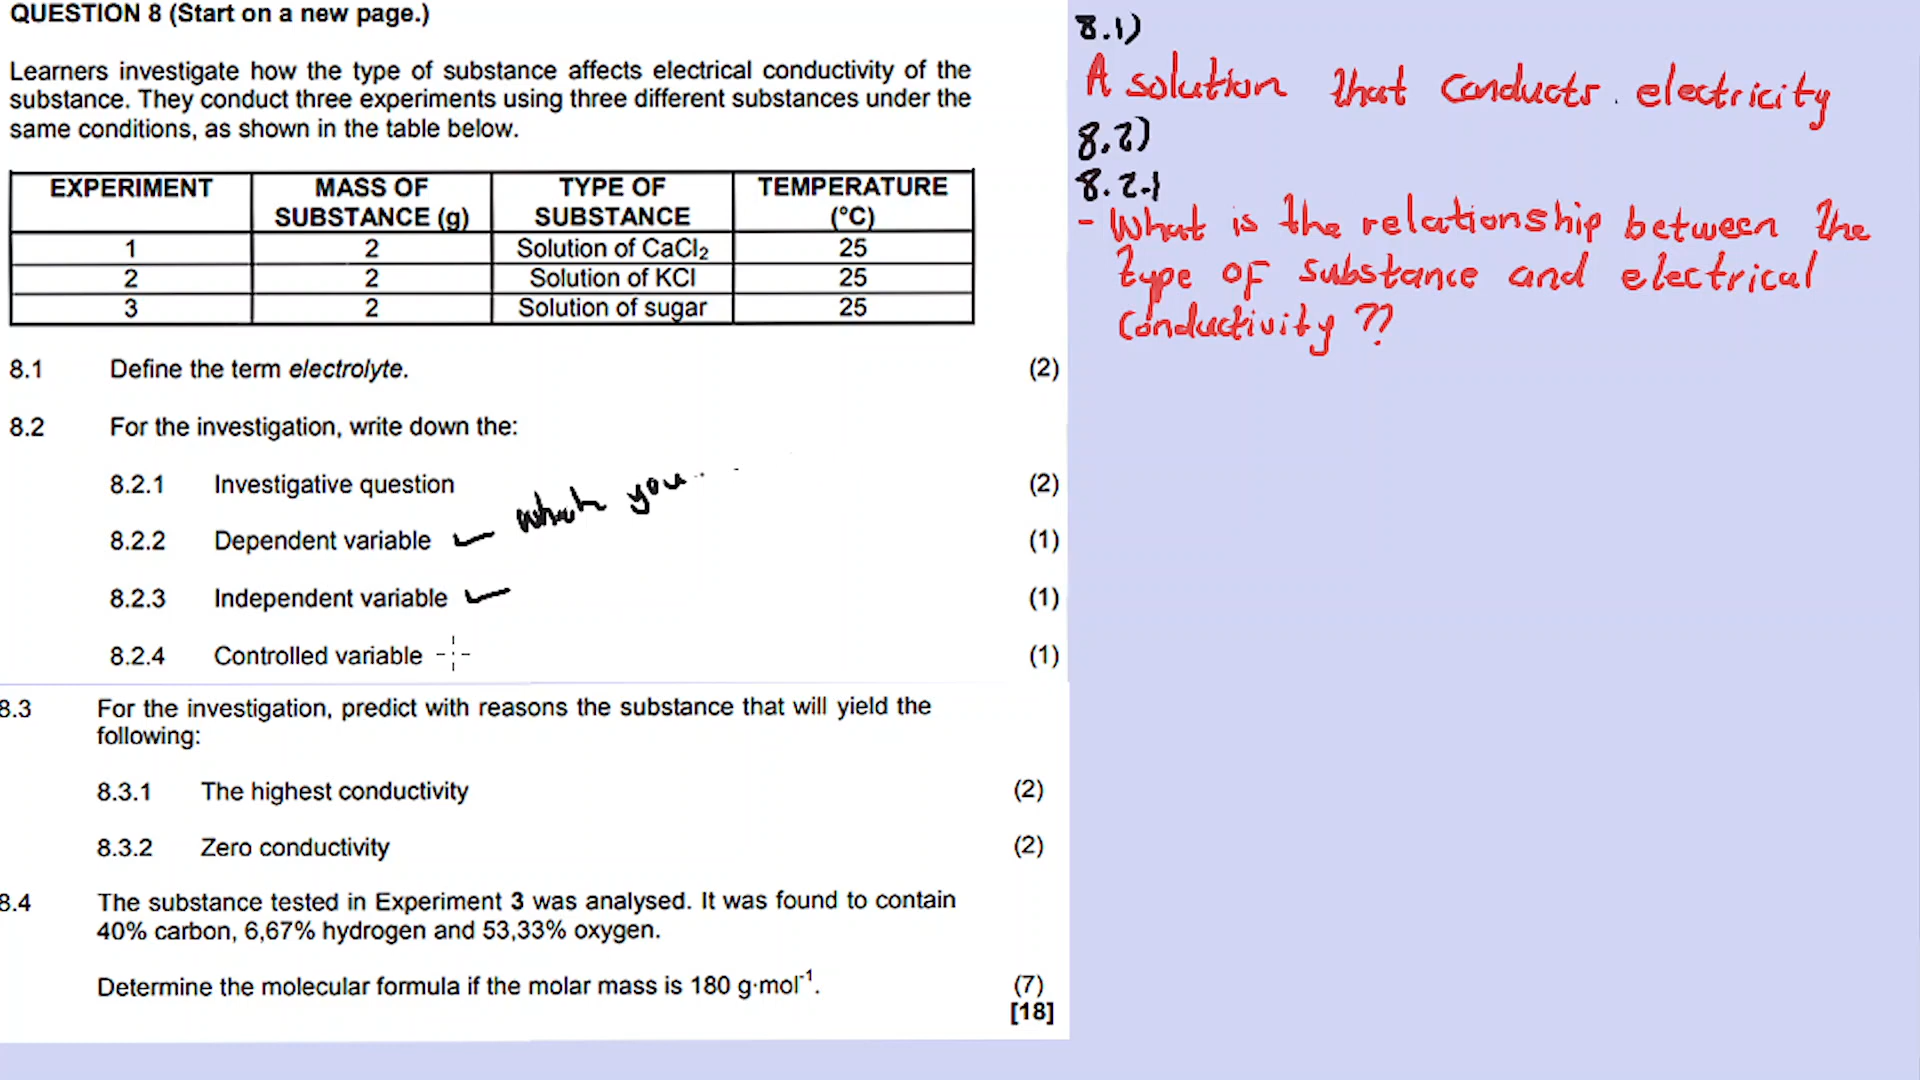 QUESTION 8 (Start on a new page.)
Learners investigate how the type of substance affects electrical conductivity of the
substance. They conduct three experiments using three different substances under the
same conditions, as shown in the table below.
EXPERIMENT MASS OF SUBSTANCE (g) TYPE OF SUBSTANCE TEMPERATURE (°C)
1 2 Solution of CaCl₂ 25
2 2 Solution of KCl 25
3 2 Solution of sugar 25
8.1 Define the term electrolyte. (2)
8.2 For the investigation, write down the:
8.2.1 Investigative question (2)
what you..
8.2.2 Dependent variable (1)
8.2.3 Independent variable (1)
8.2.4 Controlled variable (1)
8.3 For the investigation, predict with reasons the substance that will yield the
following:
8.3.1 The highest conductivity (2)
8.3.2 Zero conductivity (2)
8.4 The substance tested in Experiment 3 was analysed. It was found to contain
40% carbon, 6,67% hydrogen and 53,33% oxygen.
Determine the molecular formula if the molar mass is 180 g·mol⁻¹. (7)
[18]
8.1)
A solution that conducts electricity
8.2)
8.2.1
- What is the relationship between the
type of substance and electrical
conductivity ??